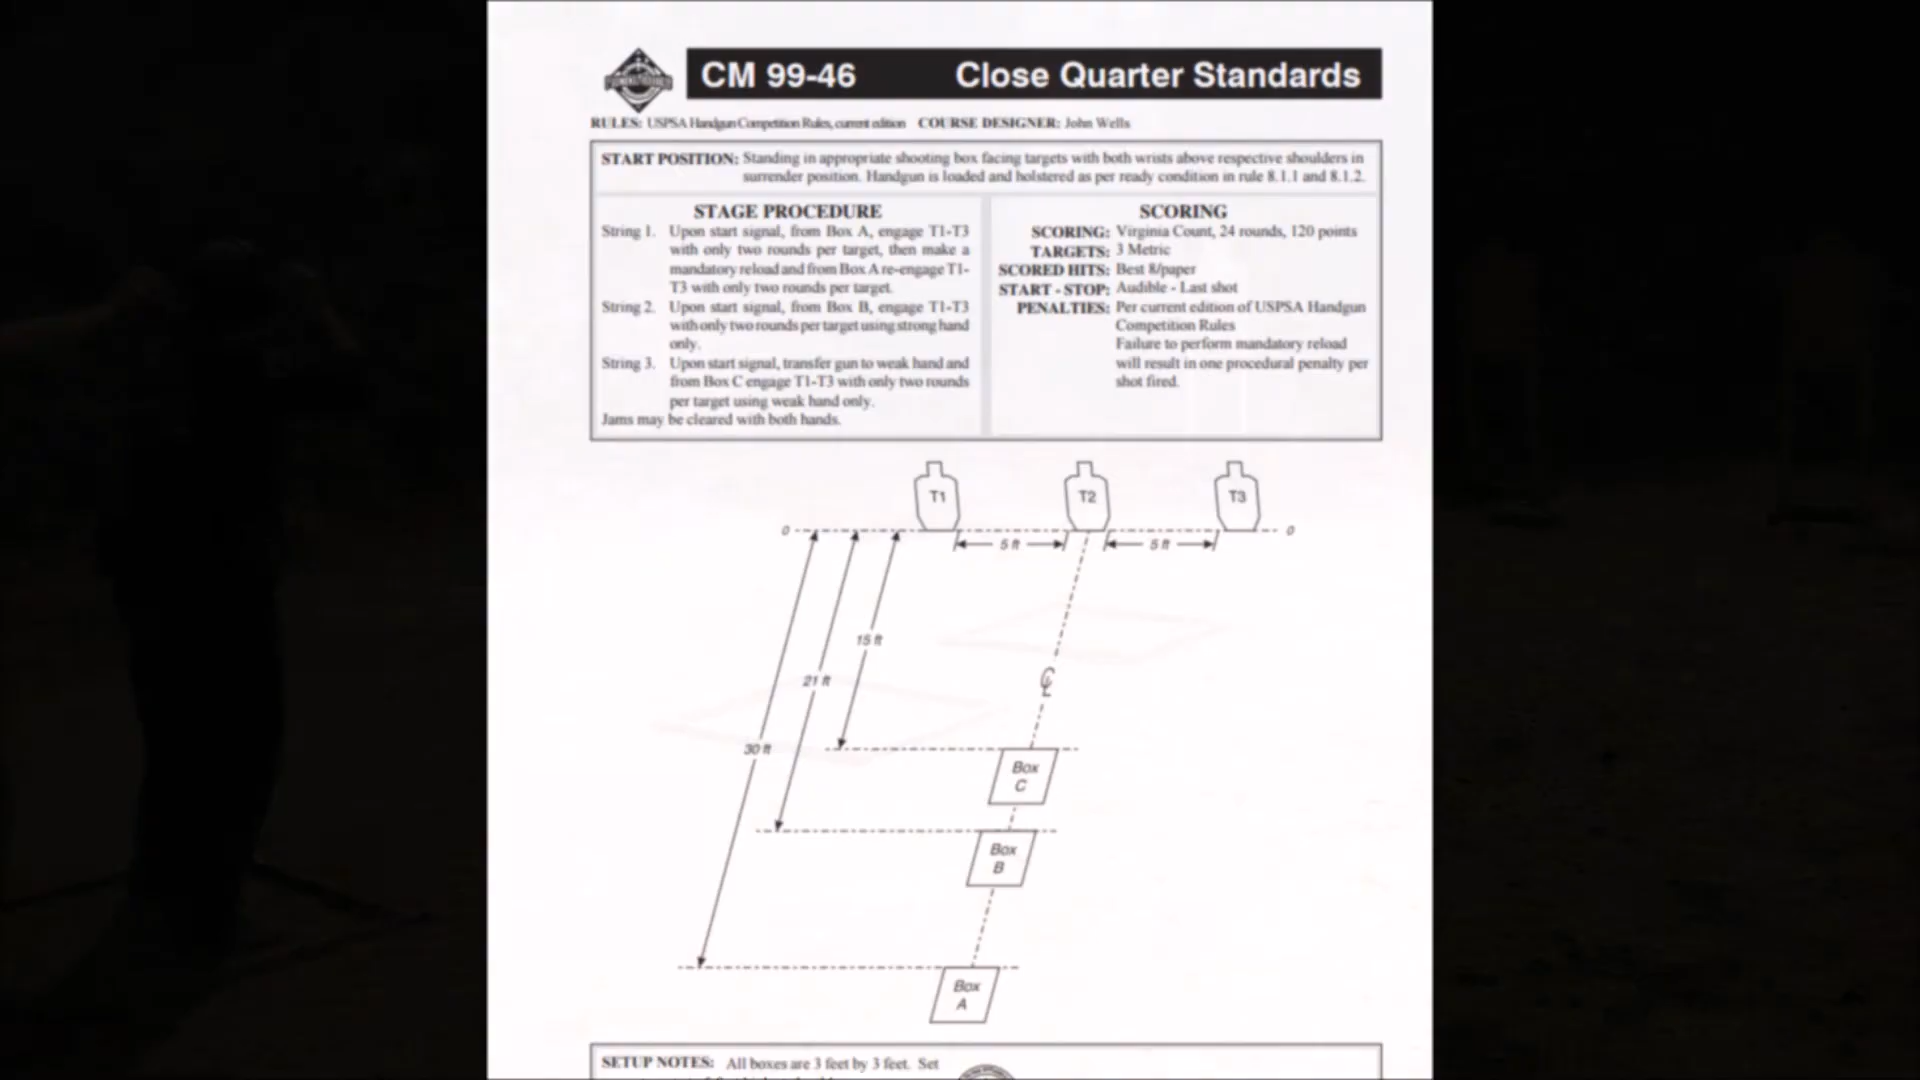 CM 99-46 Close Quarter Standards
RULES: USPSA Handgun Competition Rules, current edition COURSE DESIGNER: John Wells
START POSITION: Standing in appropriate shooting box facing targets with both wrists above respective shoulders in
surrender position. Handgun is loaded and holstered as per ready condition in rule 8.1.1 and 8.1.2.
STAGE PROCEDURE
String 1. Upon start signal, from Box A, engage T1-T3
with only two rounds per target, then make a
mandatory reload and from Box A re-engage T1-
T3 with only two rounds per target.
String 2. Upon start signal, from Box B, engage T1-T3
with only two rounds per target using strong hand
only.
String 3. Upon start signal, transfer gun to weak hand and
from Box C engage T1-T3 with only two rounds
per target using weak hand only.
Jams may be cleared with both hands.
SCORING
SCORING: Virginia Count, 24 rounds, 120 points
TARGETS: 3 Metric
SCORED HITS: Best 8/paper
START - STOP: Audible - Last shot
PENALTIES: Per current edition of USPSA Handgun
Competition Rules
Failure to perform mandatory reload
will result in one procedural penalty per
shot fired.
T1 T2 T3
0 0
5 ft 5 ft
15 ft
21 ft
30 ft
Box
C
Box
B
Box
A
SETUP NOTES: All boxes are 3 feet by 3 feet. Set